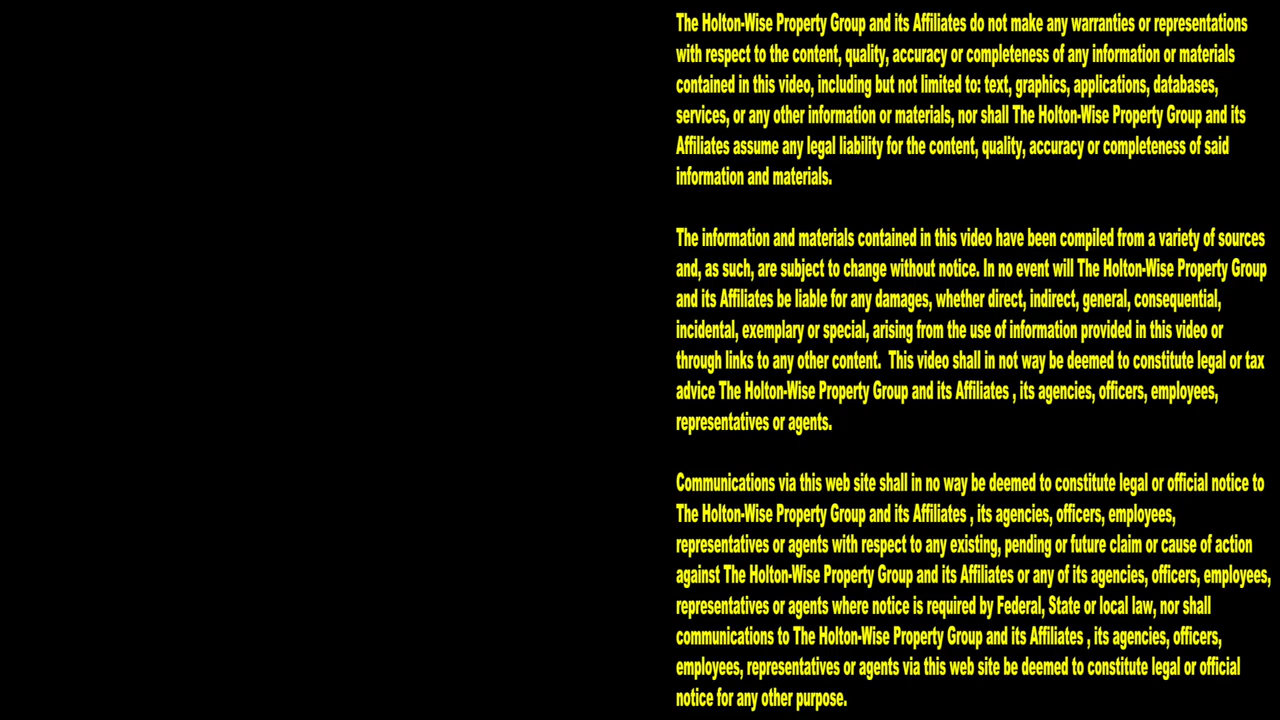 The Holton-Wise Property Group and its Affiliates do not make any warranties or representations
with respect to the content, quality, accuracy or completeness of any information or materials
contained in this video, including but not limited to: text, graphics, applications, databases,
services, or any other information or materials, nor shall The Holton-Wise Property Group and its
Affiliates assume any legal liability for the content, quality, accuracy or completeness of said
information and materials.
The information and materials contained in this video have been compiled from a variety of sources
and, as such, are subject to change without notice. In no event will The Holton-Wise Property Group
and its Affiliates be liable for any damages, whether direct, indirect, general, consequential,
incidental, exemplary or special, arising from the use of information provided in this video or
through links to any other content.  This video shall in not way be deemed to constitute legal or tax
advice The Holton-Wise Property Group and its Affiliates , its agencies, officers, employees,
representatives or agents.
Communications via this web site shall in no way be deemed to constitute legal or official notice to
The Holton-Wise Property Group and its Affiliates , its agencies, officers, employees,
representatives or agents with respect to any existing, pending or future claim or cause of action
against The Holton-Wise Property Group and its Affiliates or any of its agencies, officers, employees,
representatives or agents where notice is required by Federal, State or local law, nor shall
communications to The Holton-Wise Property Group and its Affiliates , its agencies, officers,
employees, representatives or agents via this web site be deemed to constitute legal or official
notice for any other purpose.